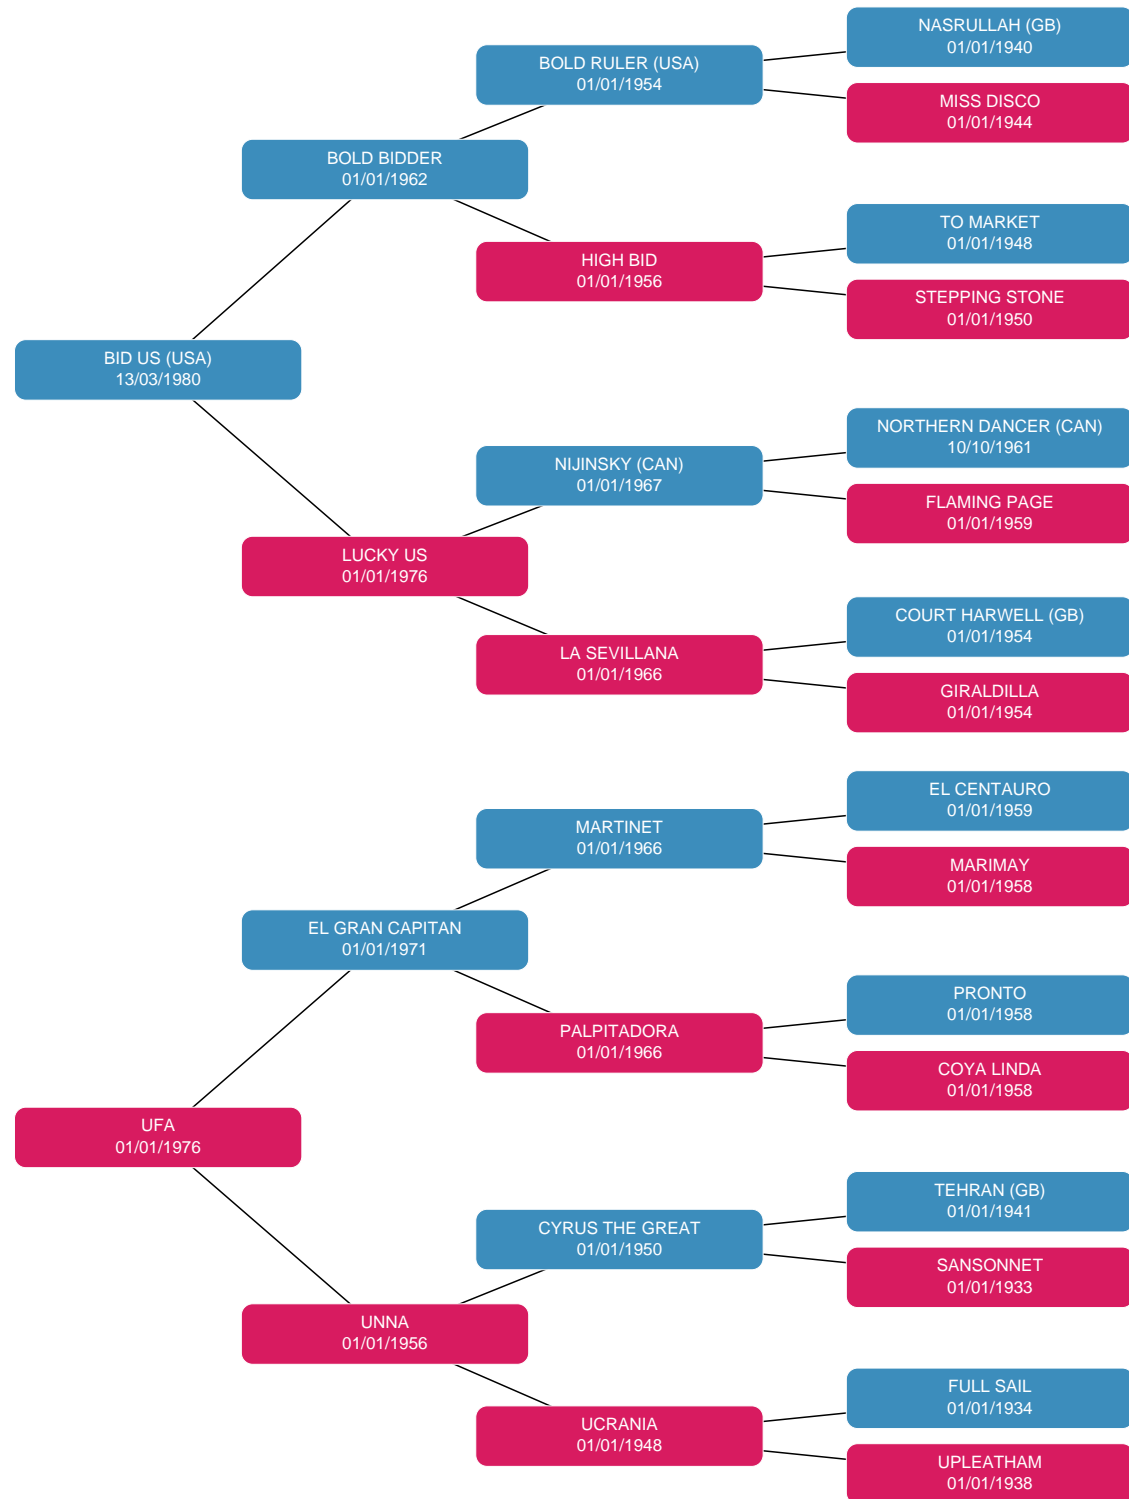 NASRULLAH (GB)
01/01/1940
BOLD RULER (USA)
01/01/1954
MISS DISCO
01/01/1944
BOLD BIDDER
01/01/1962
TO MARKET
01/01/1948
HIGH BID
01/01/1956
STEPPING STONE
01/01/1950
BID US (USA)
13/03/1980
NORTHERN DANCER (CAN)
10/10/1961
NIJINSKY (CAN)
01/01/1967
FLAMING PAGE
01/01/1959
LUCKY US
01/01/1976
COURT HARWELL (GB)
01/01/1954
LA SEVILLANA
01/01/1966
GIRALDILLA
01/01/1954
EL CENTAURO
01/01/1959
MARTINET
01/01/1966
MARIMAY
01/01/1958
EL GRAN CAPITAN
01/01/1971
PRONTO
01/01/1958
PALPITADORA
01/01/1966
COYA LINDA
01/01/1958
UFA
01/01/1976
TEHRAN (GB)
01/01/1941
CYRUS THE GREAT
01/01/1950
SANSONNET
01/01/1933
UNNA
01/01/1956
FULL SAIL
01/01/1934
UCRANIA
01/01/1948
UPLEATHAM
01/01/1938